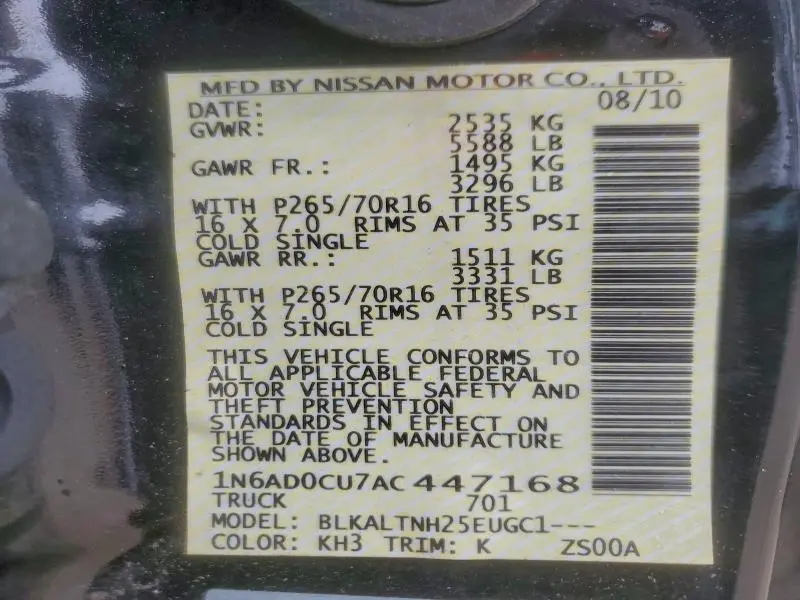 MFD BY NISSAN MOTOR CO., LTD.
DATE: 08/10
GVWR: 2535 KG
5588 LB
GAWR FR.: 1495 KG
3296 LB
WITH P265/70R16 TIRES
16 X 7.0 RIMS AT 35 PSI
COLD SINGLE
GAWR RR.: 1511 KG
3331 LB
WITH P265/70R16 TIRES
16 X 7.0 RIMS AT 35 PSI
COLD SINGLE
THIS VEHICLE CONFORMS TO
ALL APPLICABLE FEDERAL
MOTOR VEHICLE SAFETY AND
THEFT PREVENTION
STANDARDS IN EFFECT ON
THE DATE OF MANUFACTURE
SHOWN ABOVE.
1N6AD0CU7AC 447168
TRUCK 701
MODEL: BLKALTNH25EUGC1---
COLOR: KH3 TRIM: K ZS00A